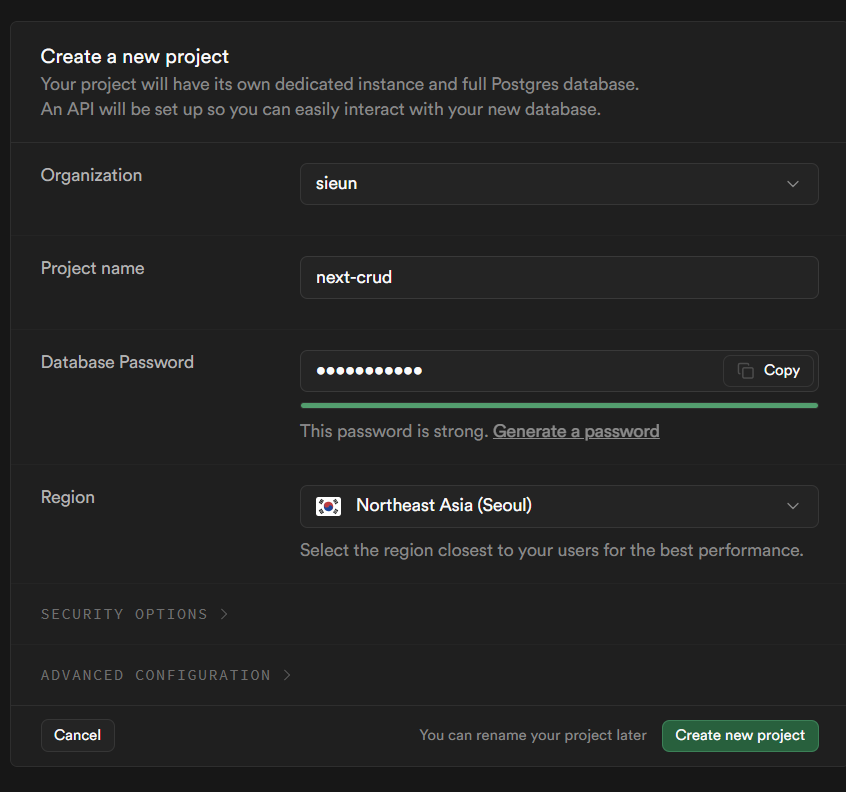 Create a new project
Your project will have its own dedicated instance and full Postgres database.
An API will be set up so you can easily interact with your new database.
Organization
sieun
Project name
next-crud
Database Password
•••••••••••
Copy
This password is strong. Generate a password
Region
Northeast Asia (Seoul)
Select the region closest to your users for the best performance.
SECURITY OPTIONS >
ADVANCED CONFIGURATION >
Cancel
You can rename your project later
Create new project